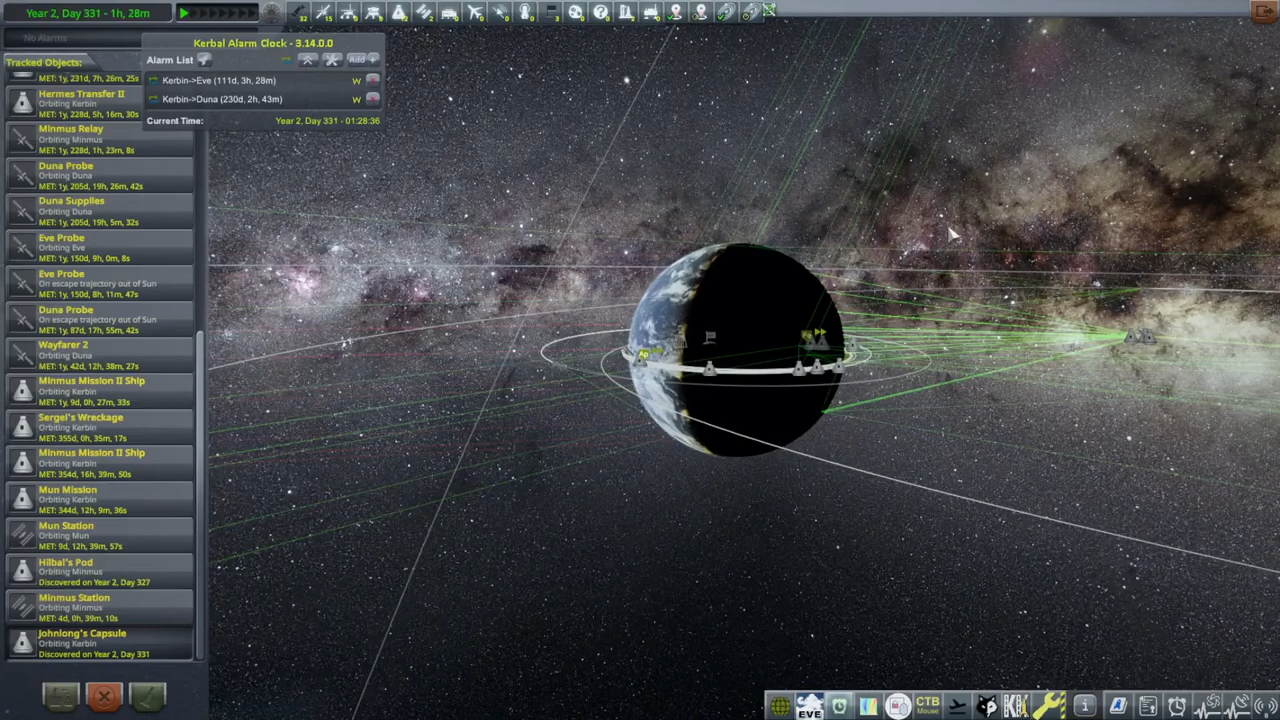 Year 2, Day 331 - 1h, 28m
No Alarms
Tracked Objects:
MET: 1y, 231d, 7h, 26m, 25s
Hermes Transfer II
Orbiting Kerbin
MET: 1y, 228d, 5h, 16m, 30s
Minmus Relay
Orbiting Minmus
MET: 1y, 228d, 1h, 23m, 8s
Duna Probe
Orbiting Duna
MET: 1y, 205d, 19h, 26m, 42s
Duna Supplies
Orbiting Duna
MET: 1y, 205d, 19h, 5m, 32s
Eve Probe
Orbiting Eve
MET: 1y, 150d, 9h, 0m, 8s
Eve Probe
On escape trajectory out of Sun
MET: 1y, 150d, 8h, 11m, 47s
Duna Probe
On escape trajectory out of Sun
MET: 1y, 87d, 17h, 55m, 42s
Wayfarer 2
Orbiting Duna
MET: 1y, 42d, 12h, 38m, 27s
Minmus Mission II Ship
Orbiting Kerbin
MET: 1y, 9d, 0h, 27m, 33s
Sergei's Wreckage
Orbiting Kerbin
MET: 355d, 0h, 35m, 17s
Minmus Mission II Ship
Orbiting Kerbin
MET: 354d, 16h, 39m, 50s
Mun Mission
Orbiting Kerbin
MET: 344d, 12h, 9m, 36s
Mun Station
Orbiting Mun
MET: 9d, 12h, 39m, 57s
Hilbal's Pod
Orbiting Minmus
Discovered on Year 2, Day 327
Minmus Station
Orbiting Minmus
MET: 4d, 0h, 39m, 10s
Johnlong's Capsule
Orbiting Kerbin
Discovered on Year 2, Day 331
Kerbal Alarm Clock - 3.14.0.0
Alarm List
Add
Kerbin->Eve (111d, 3h, 28m)
W
Kerbin->Duna (230d, 2h, 43m)
W
Current Time:
Year 2, Day 331 - 01:28:36
Ap
EVE
CTB
Mouse